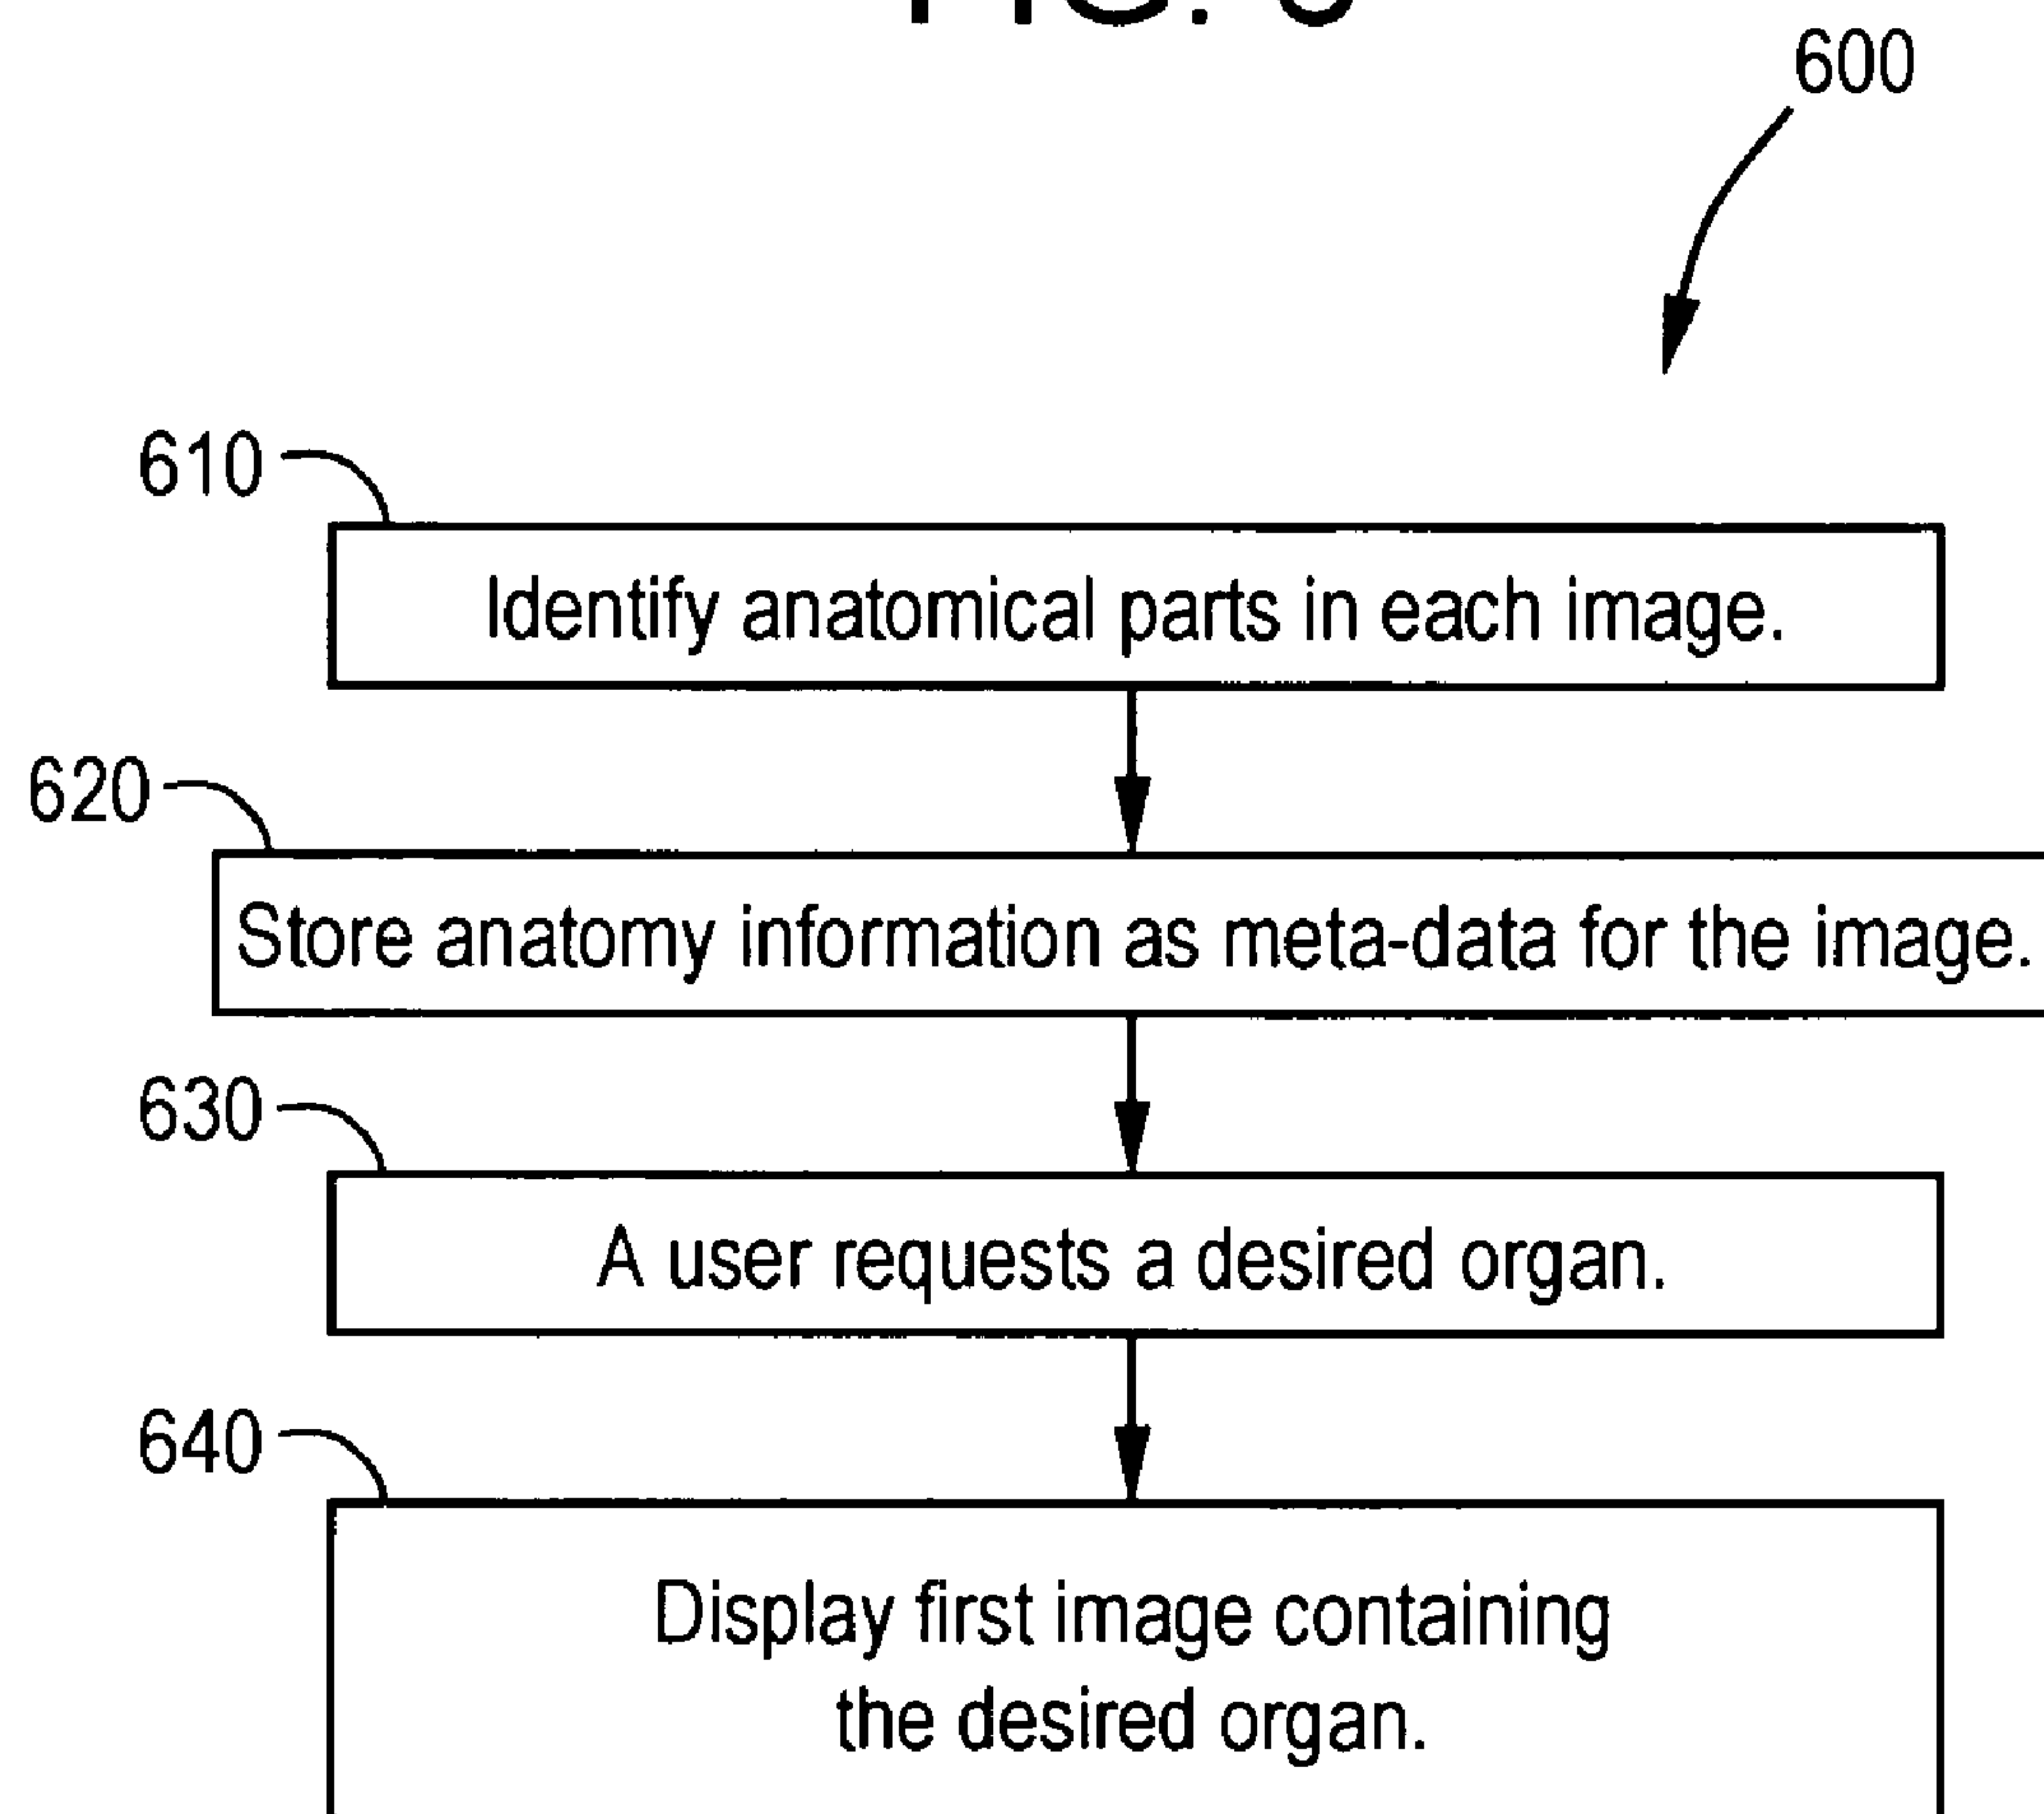 600
610
Identify anatomical parts in each image.
620
Store anatomy information as meta-data for the image.
630
A user requests a desired organ.
640
Display first image containing
the desired organ.